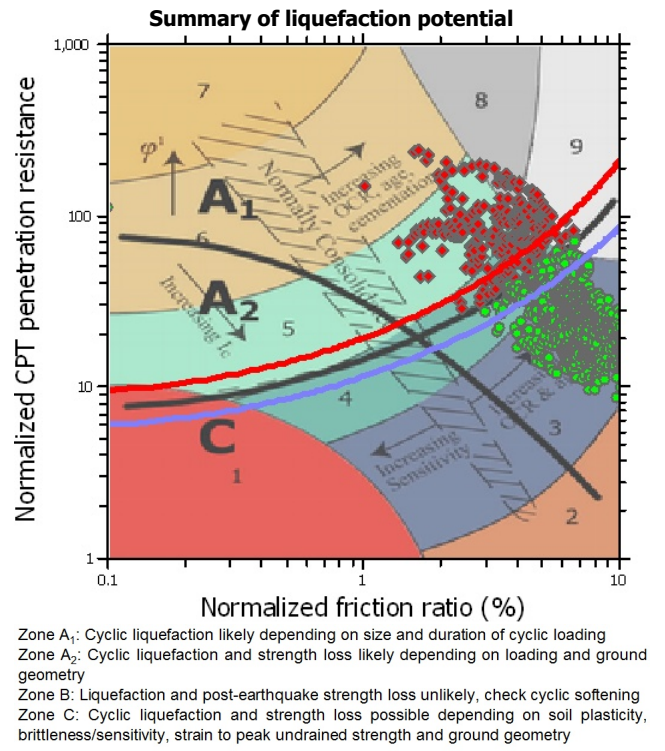 Summary of liquefaction potential
1,000
100
10
1
Normalized CPT penetration resistance
7
8
9
φ'
A1
6
A2
5
4
C
1
3
2
Normally Consolidated
Increasing
OCR, age,
cementation
Increasing Ic
Increasing
Sensitivity
OCR &
0.1
1
10
Normalized friction ratio (%)
Zone A1: Cyclic liquefaction likely depending on size and duration of cyclic loading
Zone A2: Cyclic liquefaction and strength loss likely depending on loading and ground
geometry
Zone B: Liquefaction and post-earthquake strength loss unlikely, check cyclic softening
Zone C: Cyclic liquefaction and strength loss possible depending on soil plasticity,
brittleness/sensitivity, strain to peak undrained strength and ground geometry